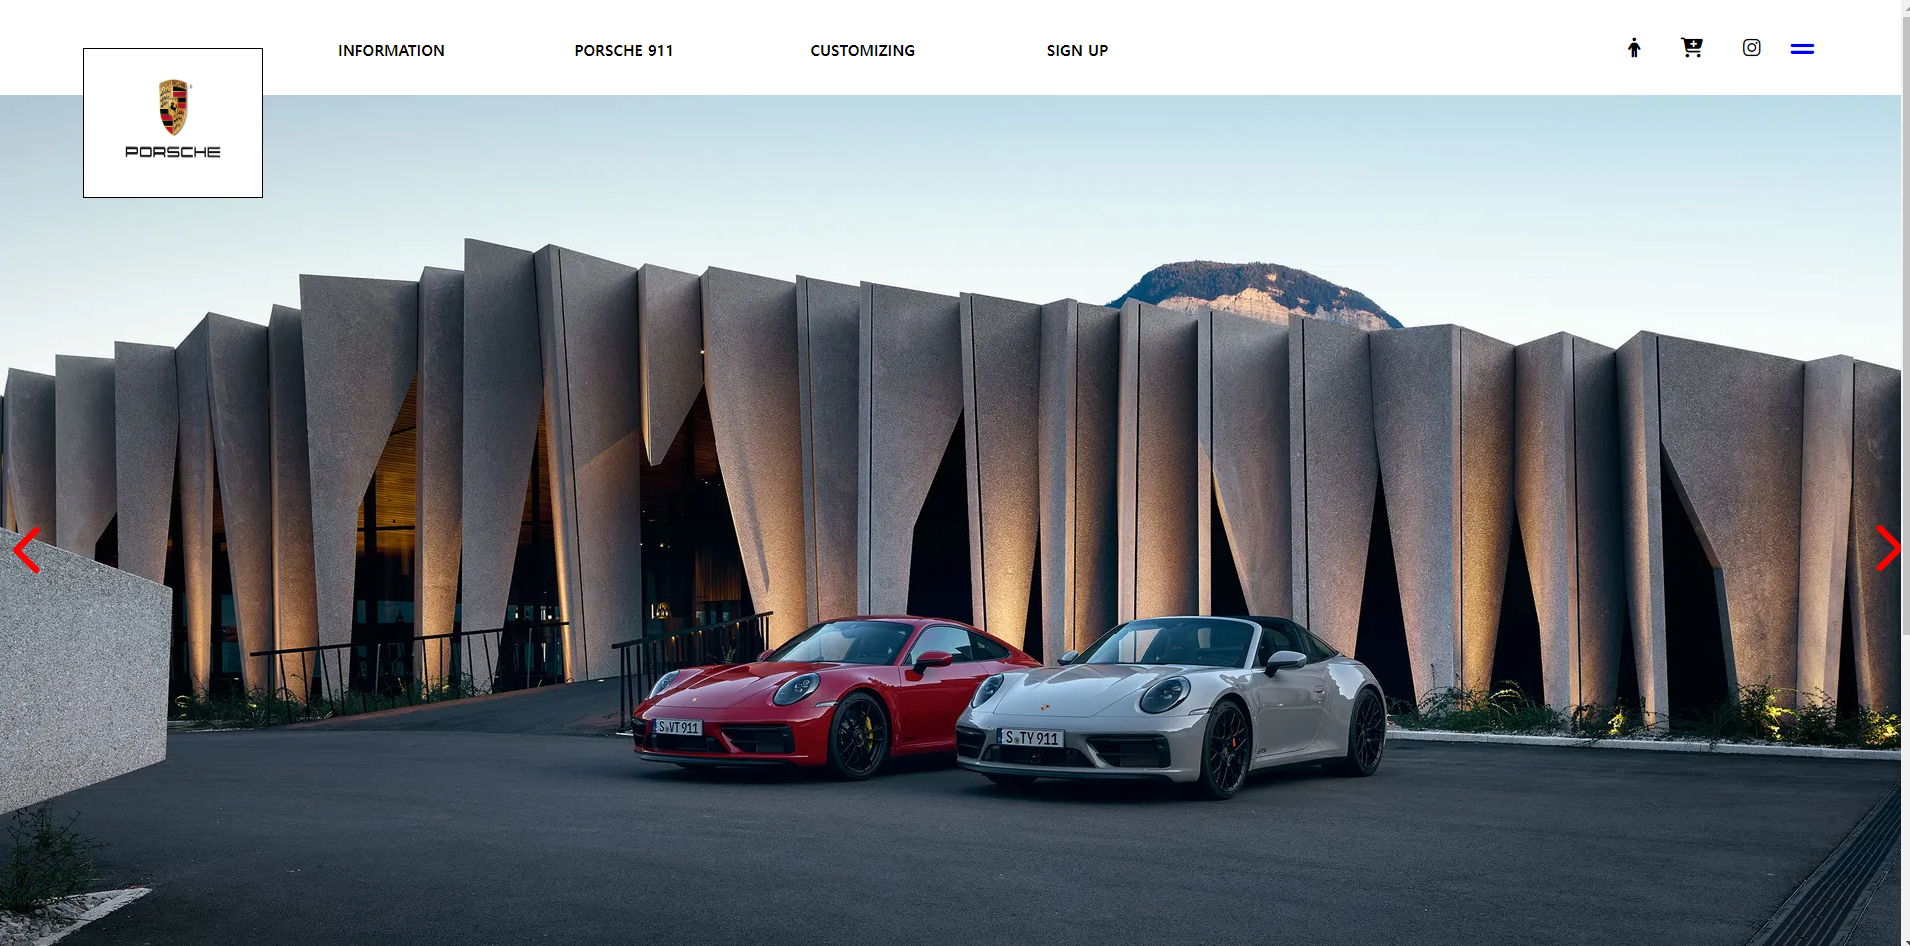 INFORMATION
PORSCHE 911
CUSTOMIZING
SIGN UP
PORSCHE
S VT 911
S TY 911